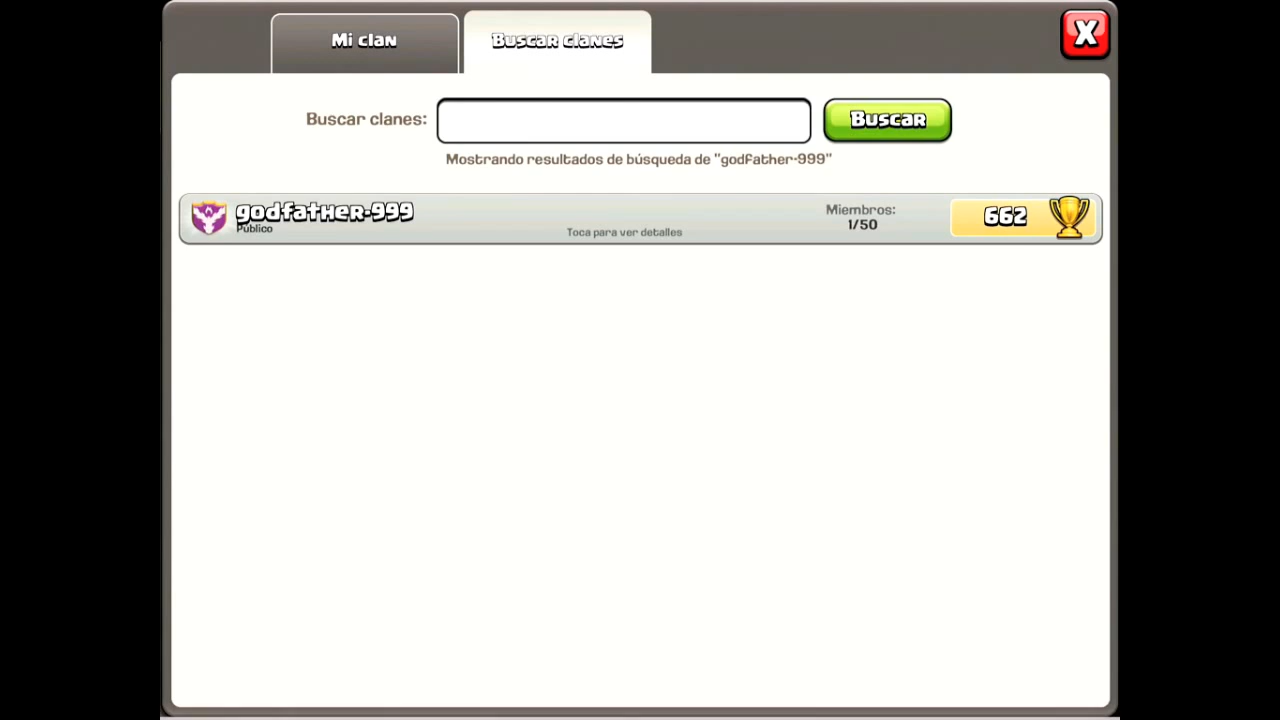 Mi clan
Buscar clanes
X
Buscar clanes:
Buscar
Mostrando resultados de búsqueda de "godfather-999"
godfather-999
Público
Toca para ver detalles
Miembros:
1/50
662